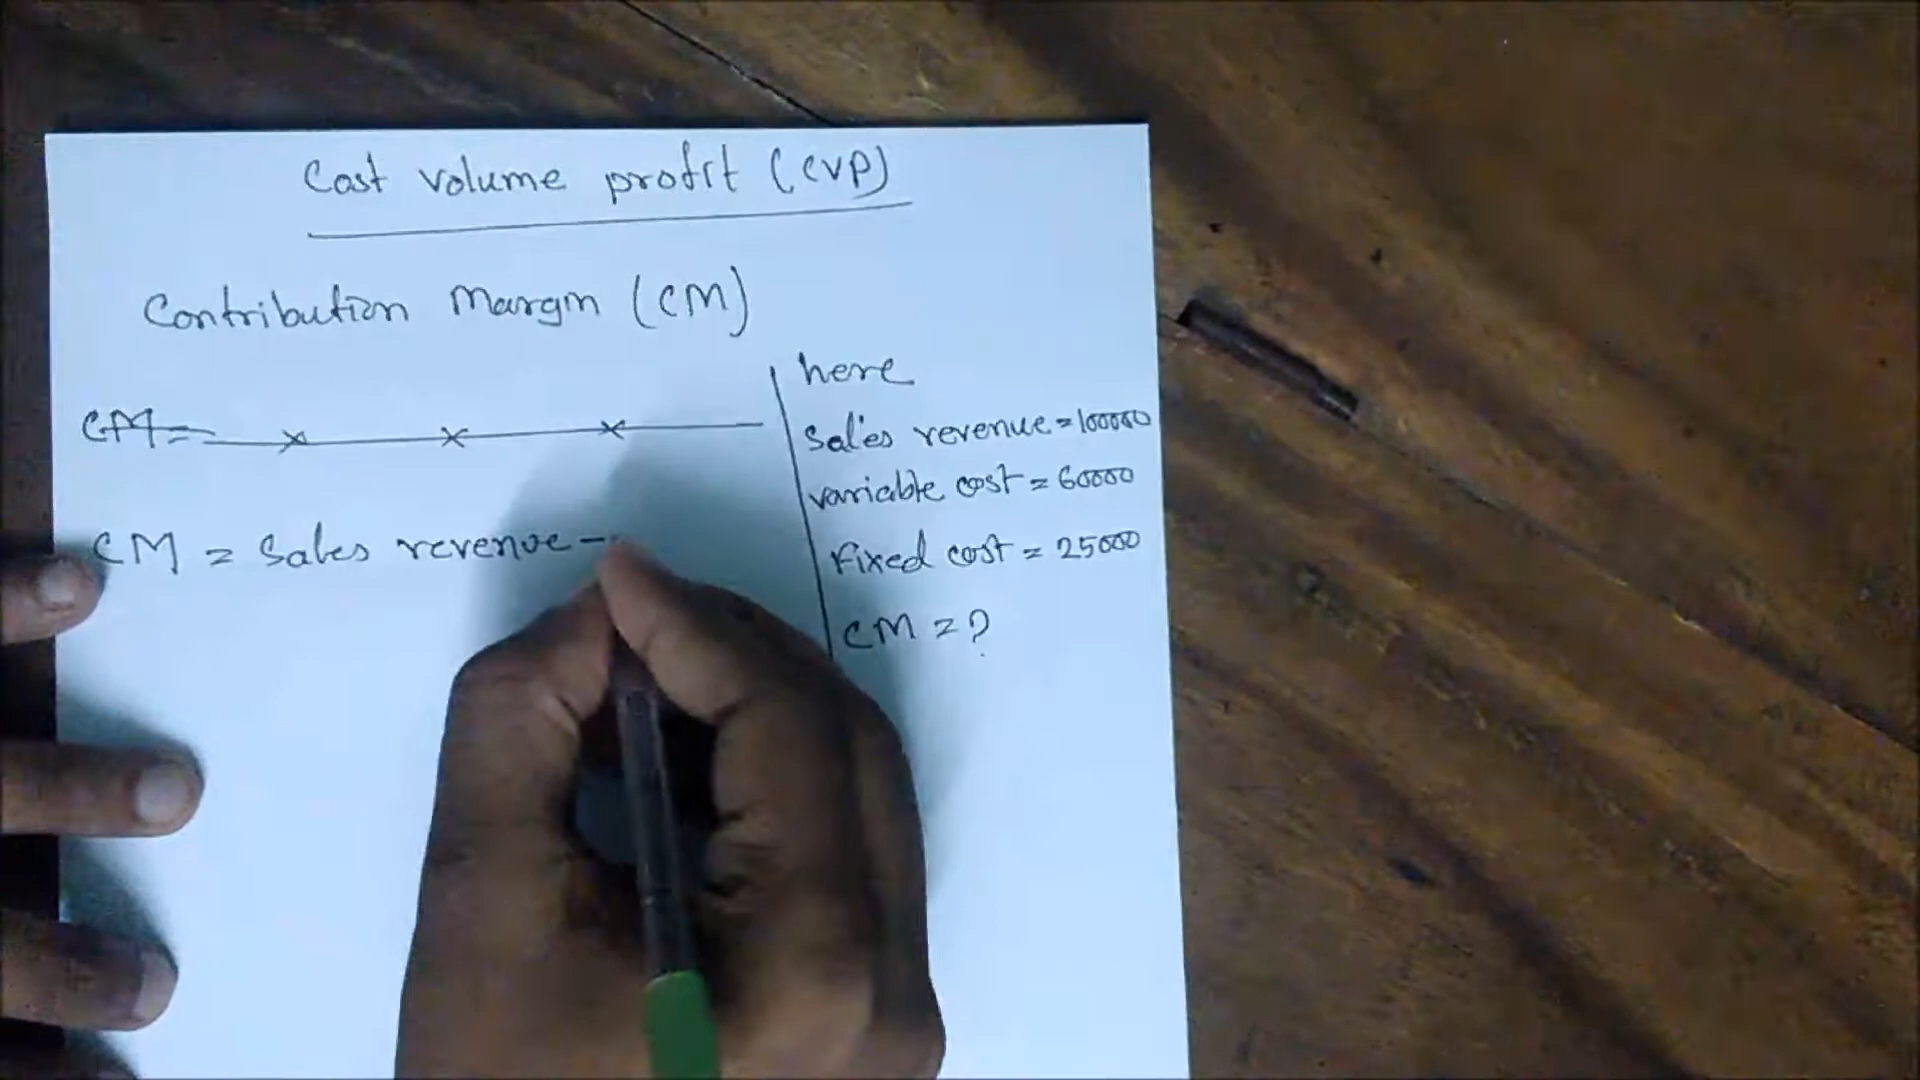 Cost volume profit (CVP)
Contribution Margin (CM)
CM=
CM = Sales revenue -
here
Sales revenue = 100000
variable cost = 60000
Fixed cost = 25000
CM = ?